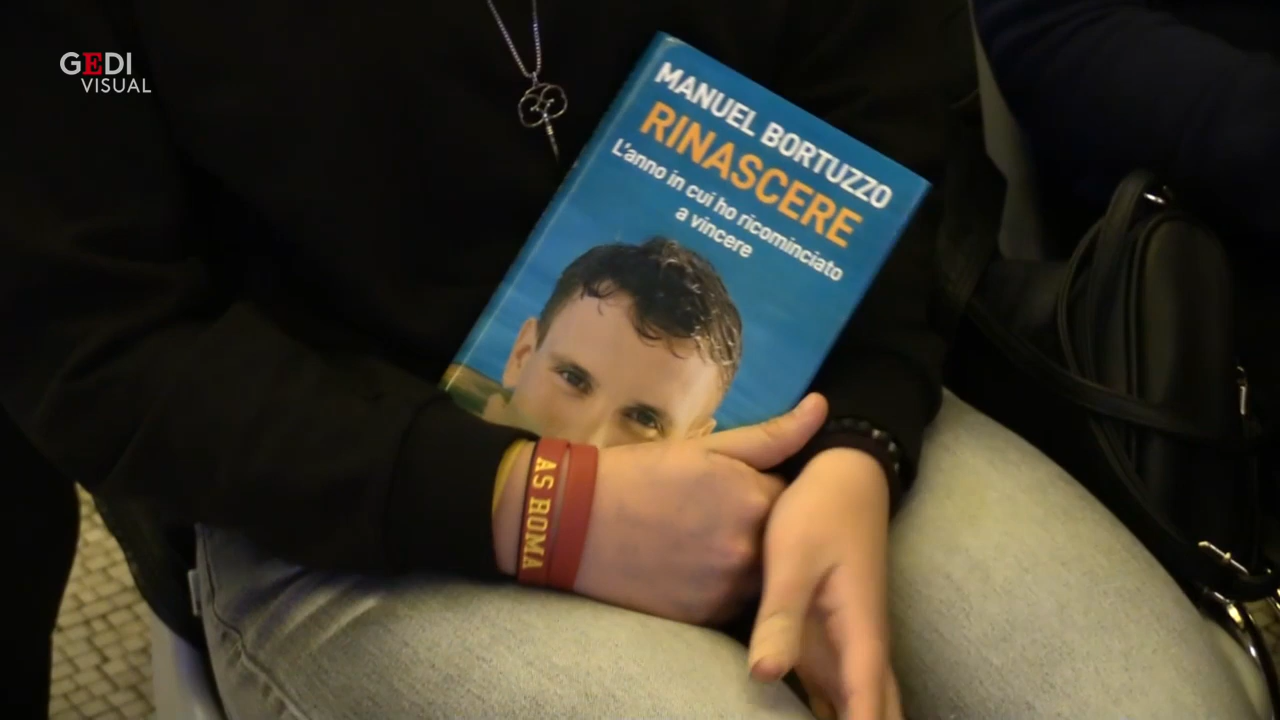 GEDI
VISUAL
MANUEL BORTUZZO
RINASCERE
L'anno in cui ho ricominciato
a vincere
AS ROMA